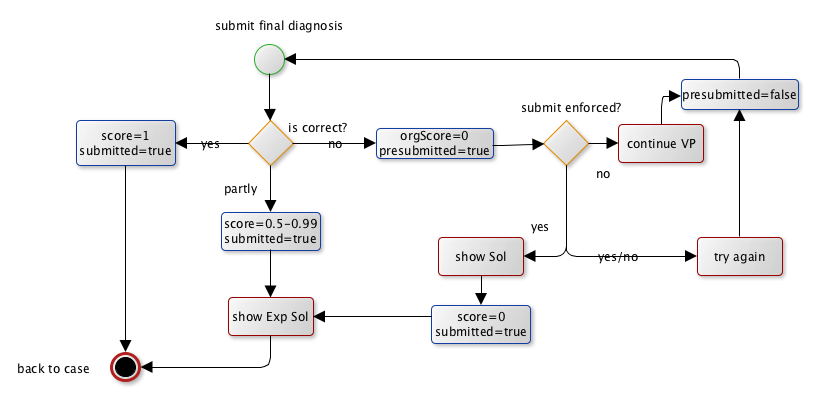 submit final diagnosis
presubmitted=false
submit enforced?
is correct?
score=1
submitted=true
yes
no
orgScore=0
presubmitted=true
continue VP
no
partly
score=0.5-0.99
submitted=true
yes
show Sol
yes/no
try again
show Exp Sol
score=0
submitted=true
back to case